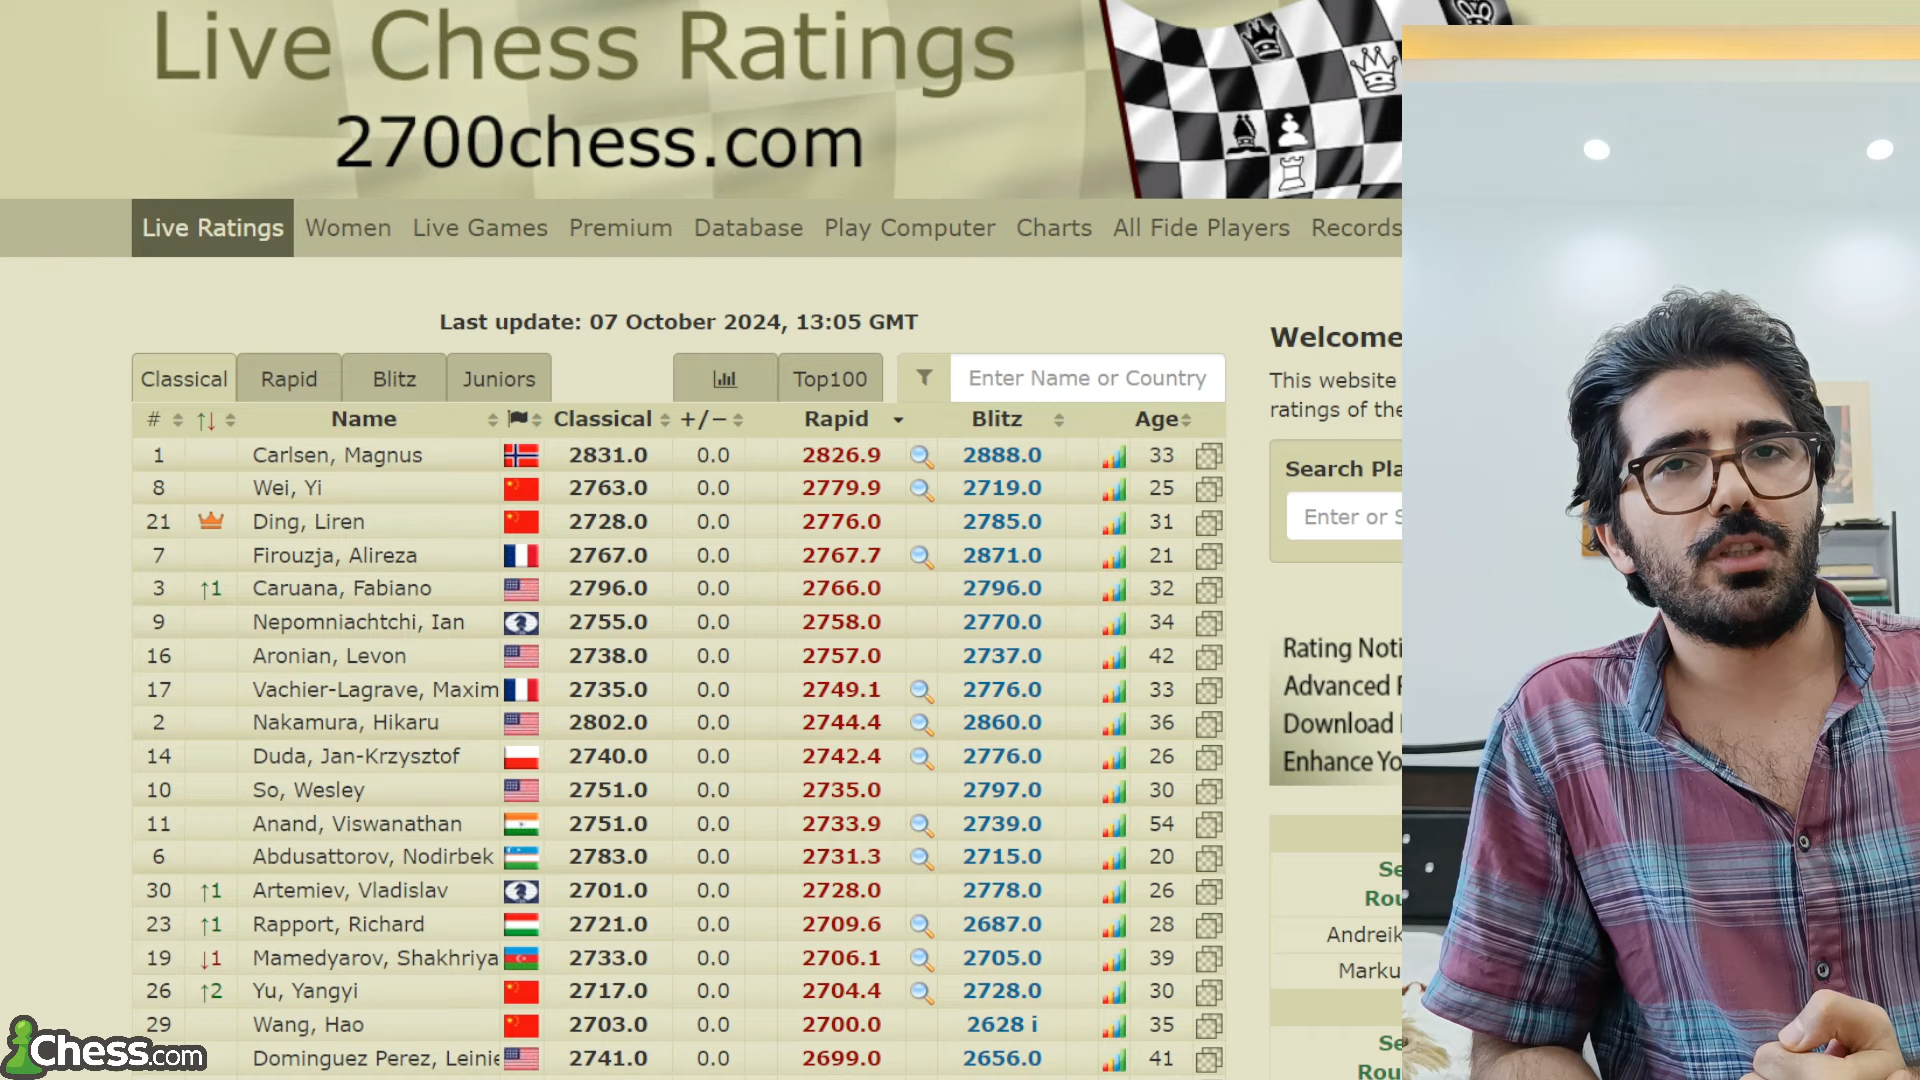 Live Chess Ratings
2700chess.com
Live Ratings Women Live Games Premium Database Play Computer Charts All Fide Players Records
Last update: 07 October 2024, 13:05 GMT
Classical Rapid Blitz Juniors Top100 Enter Name or Country
# ↑↓ Name Classical +/− Rapid Blitz Age
1 Carlsen, Magnus 2831.0 0.0 2826.9 2888.0 33
8 Wei, Yi 2763.0 0.0 2779.9 2719.0 25
21 Ding, Liren 2728.0 0.0 2776.0 2785.0 31
7 Firouzja, Alireza 2767.0 0.0 2767.7 2871.0 21
3 ↑1 Caruana, Fabiano 2796.0 0.0 2766.0 2796.0 32
9 Nepomniachtchi, Ian 2755.0 0.0 2758.0 2770.0 34
16 Aronian, Levon 2738.0 0.0 2757.0 2737.0 42
17 Vachier-Lagrave, Maxim 2735.0 0.0 2749.1 2776.0 33
2 Nakamura, Hikaru 2802.0 0.0 2744.4 2860.0 36
14 Duda, Jan-Krzysztof 2740.0 0.0 2742.4 2776.0 26
10 So, Wesley 2751.0 0.0 2735.0 2797.0 30
11 Anand, Viswanathan 2751.0 0.0 2733.9 2739.0 54
6 Abdusattorov, Nodirbek 2783.0 0.0 2731.3 2715.0 20
30 ↑1 Artemiev, Vladislav 2701.0 0.0 2728.0 2778.0 26
23 ↑1 Rapport, Richard 2721.0 0.0 2709.6 2687.0 28
19 ↓1 Mamedyarov, Shakhriya 2733.0 0.0 2706.1 2705.0 39
26 ↑2 Yu, Yangyi 2717.0 0.0 2704.4 2728.0 30
29 Wang, Hao 2703.0 0.0 2700.0 2628 i 35
Dominguez Perez, Leinie 2741.0 0.0 2699.0 2656.0 41
Welcome
This website
ratings of the
Search Pla
Enter or S
Rating Noti
Advanced
Download
Enhance Yo
Se
Rou
Andreik
Marku
Se
Rou
Chess.com